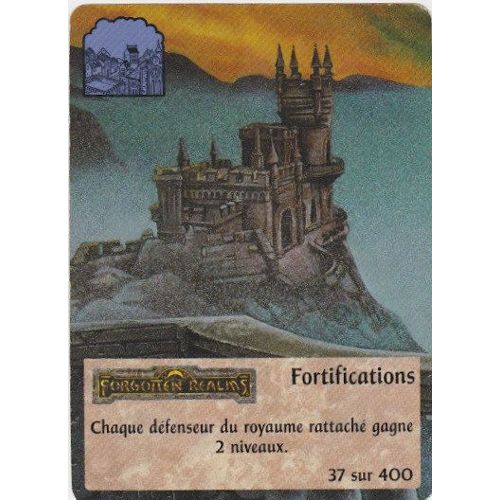 FORGOTTEN REALMS
Fortifications
Chaque défenseur du royaume rattaché gagne
2 niveaux.
37 sur 400